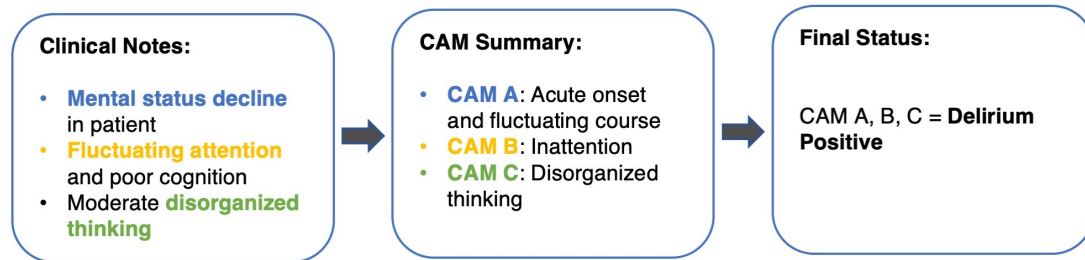 Clinical Notes:
• Mental status decline
in patient
• Fluctuating attention
and poor cognition
• Moderate disorganized
thinking
CAM Summary:
• CAM A: Acute onset
and fluctuating course
• CAM B: Inattention
• CAM C: Disorganized
thinking
Final Status:
CAM A, B, C = Delirium
Positive